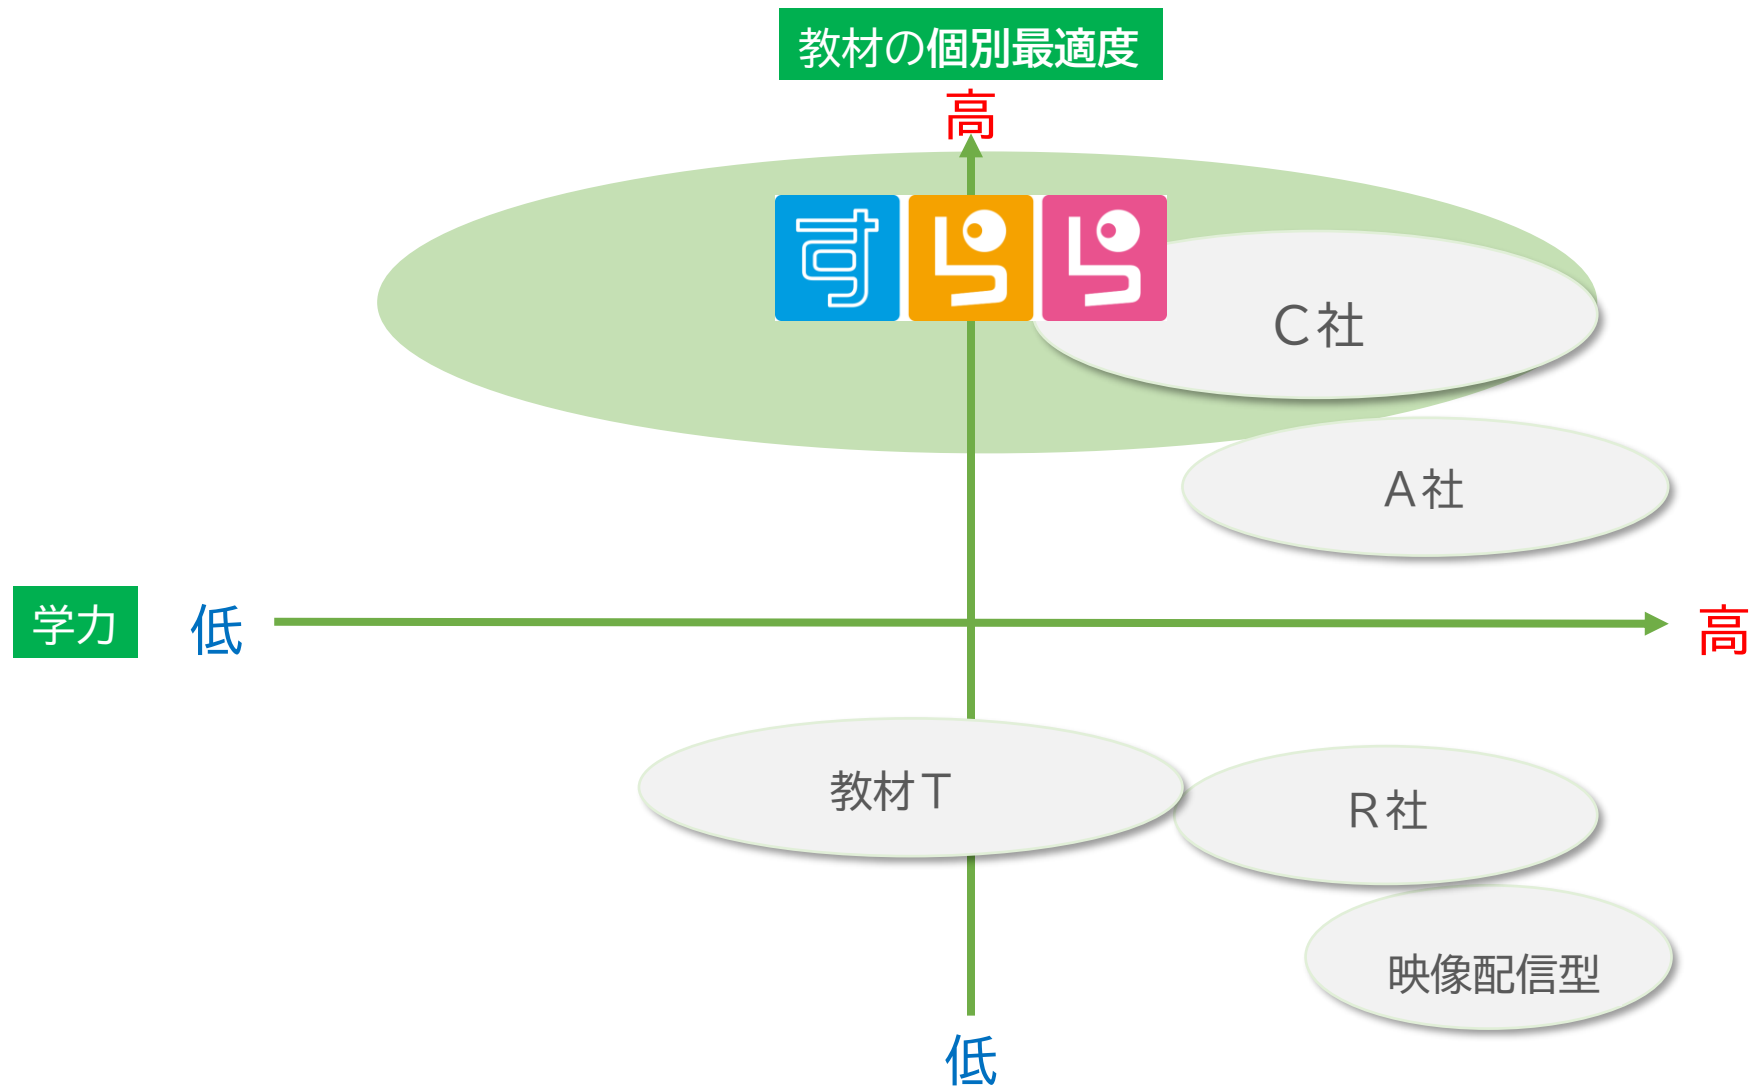 教材の個別最適度
高
すらら
Ｃ社
Ａ社
学力
低
高
教材Ｔ
Ｒ社
映像配信型
低